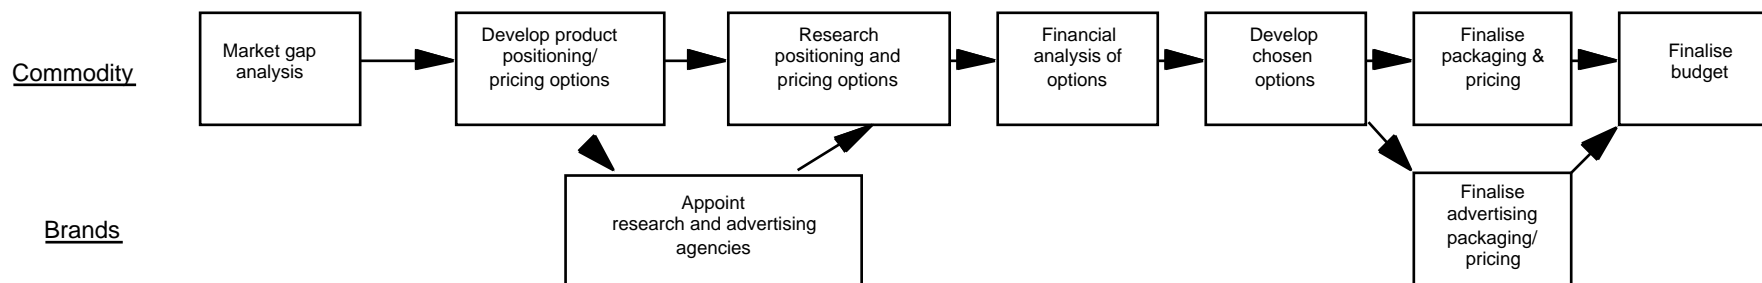 Commodity
Market gap
analysis
Develop product
positioning/
pricing options
Research
positioning and
pricing options
Financial
analysis of
options
Develop
chosen
options
Finalise
packaging &
pricing
Finalise
budget
Brands
Appoint
research and advertising
agencies
Finalise
advertising
packaging/
pricing